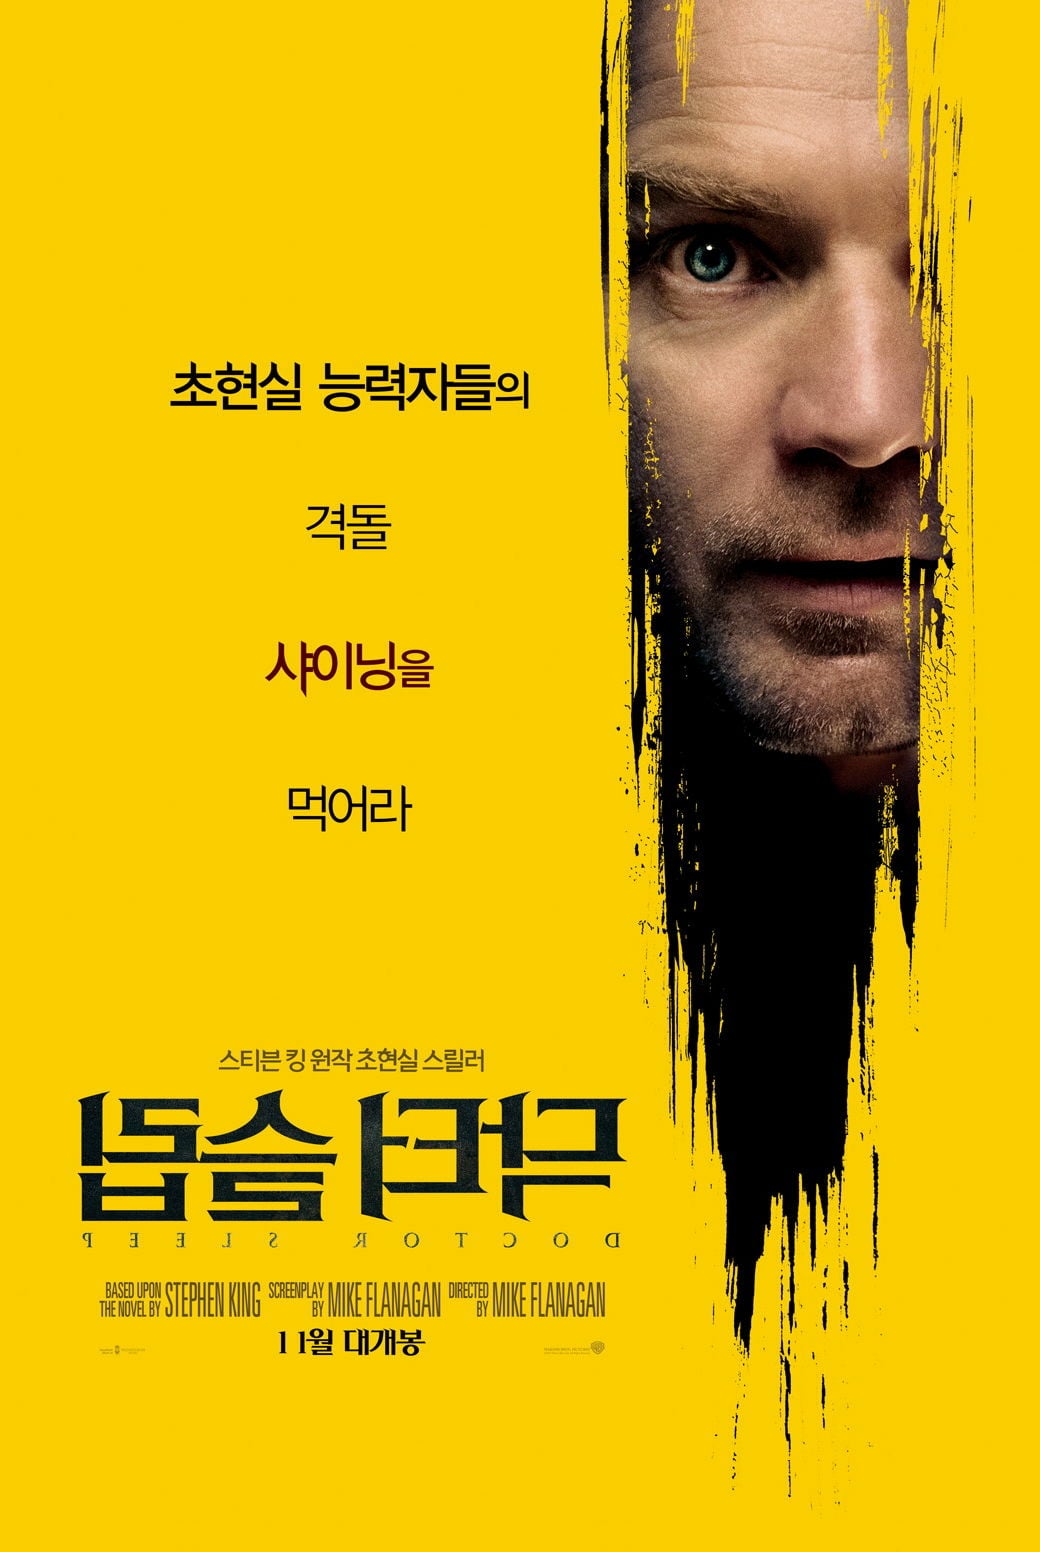 초현실 능력자들의
격돌
샤이닝을
먹어라
스티븐 킹 원작 초현실 스릴러
닥터 슬립
DOCTOR SLEEP
BASED UPON THE NOVEL BY STEPHEN KING SCREENPLAY BY MIKE FLANAGAN DIRECTED BY MIKE FLANAGAN
11월 대개봉